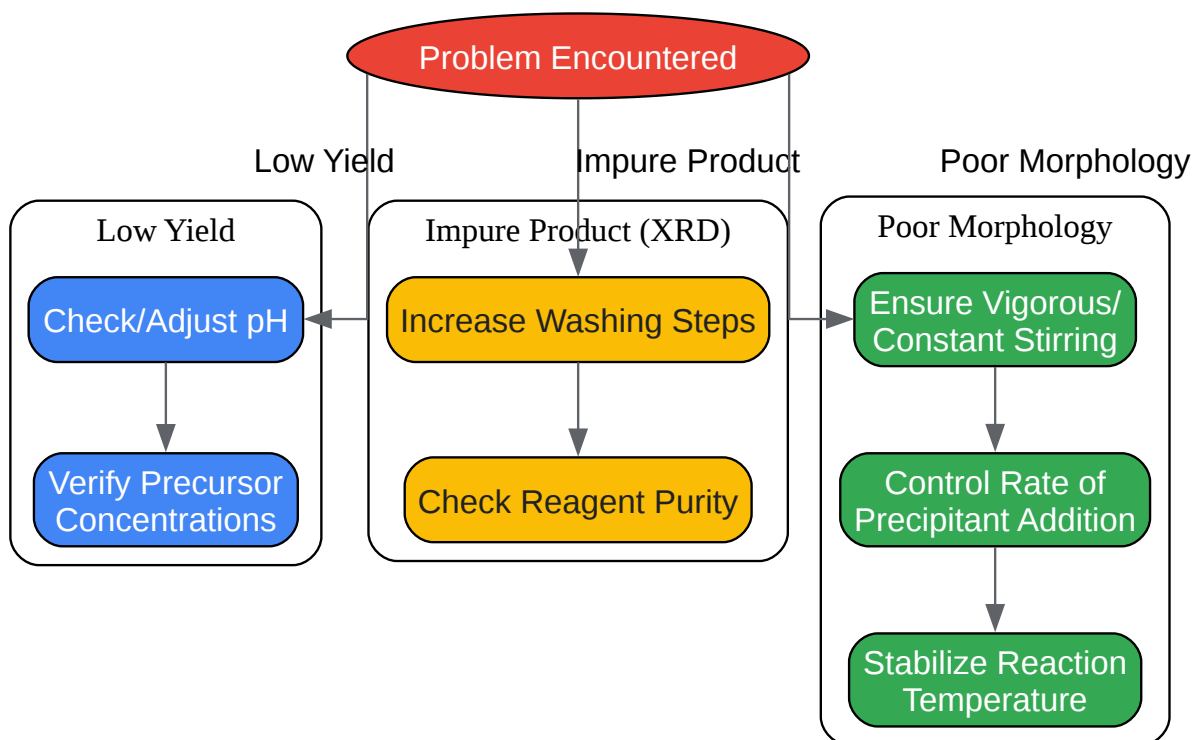 Problem Encountered
Low Yield
Impure Product
Poor Morphology
Low Yield
Check/Adjust pH
Verify Precursor
Concentrations
Impure Product (XRD)
Increase Washing Steps
Check Reagent Purity
Poor Morphology
Ensure Vigorous/
Constant Stirring
Control Rate of
Precipitant Addition
Stabilize Reaction
Temperature